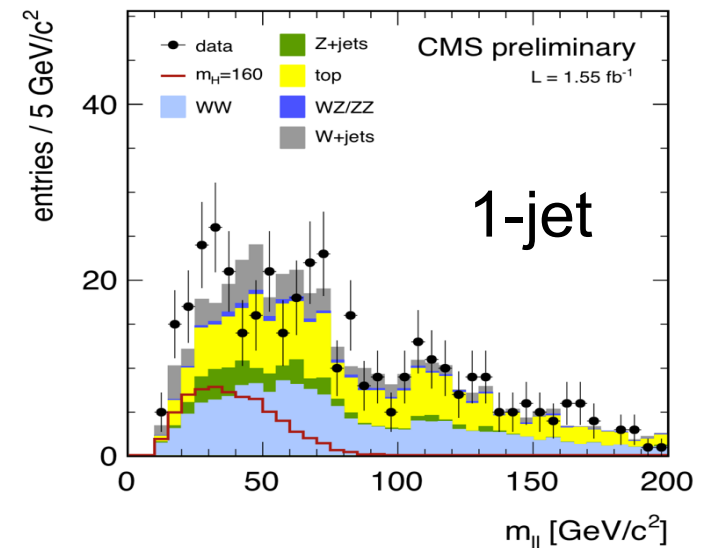 entries / 5 GeV/c²
40
20
0
data
m_H=160
WW
Z+jets
top
WZ/ZZ
W+jets
CMS preliminary
L = 1.55 fb⁻¹
1-jet
0 50 100 150 200
m_ll [GeV/c²]